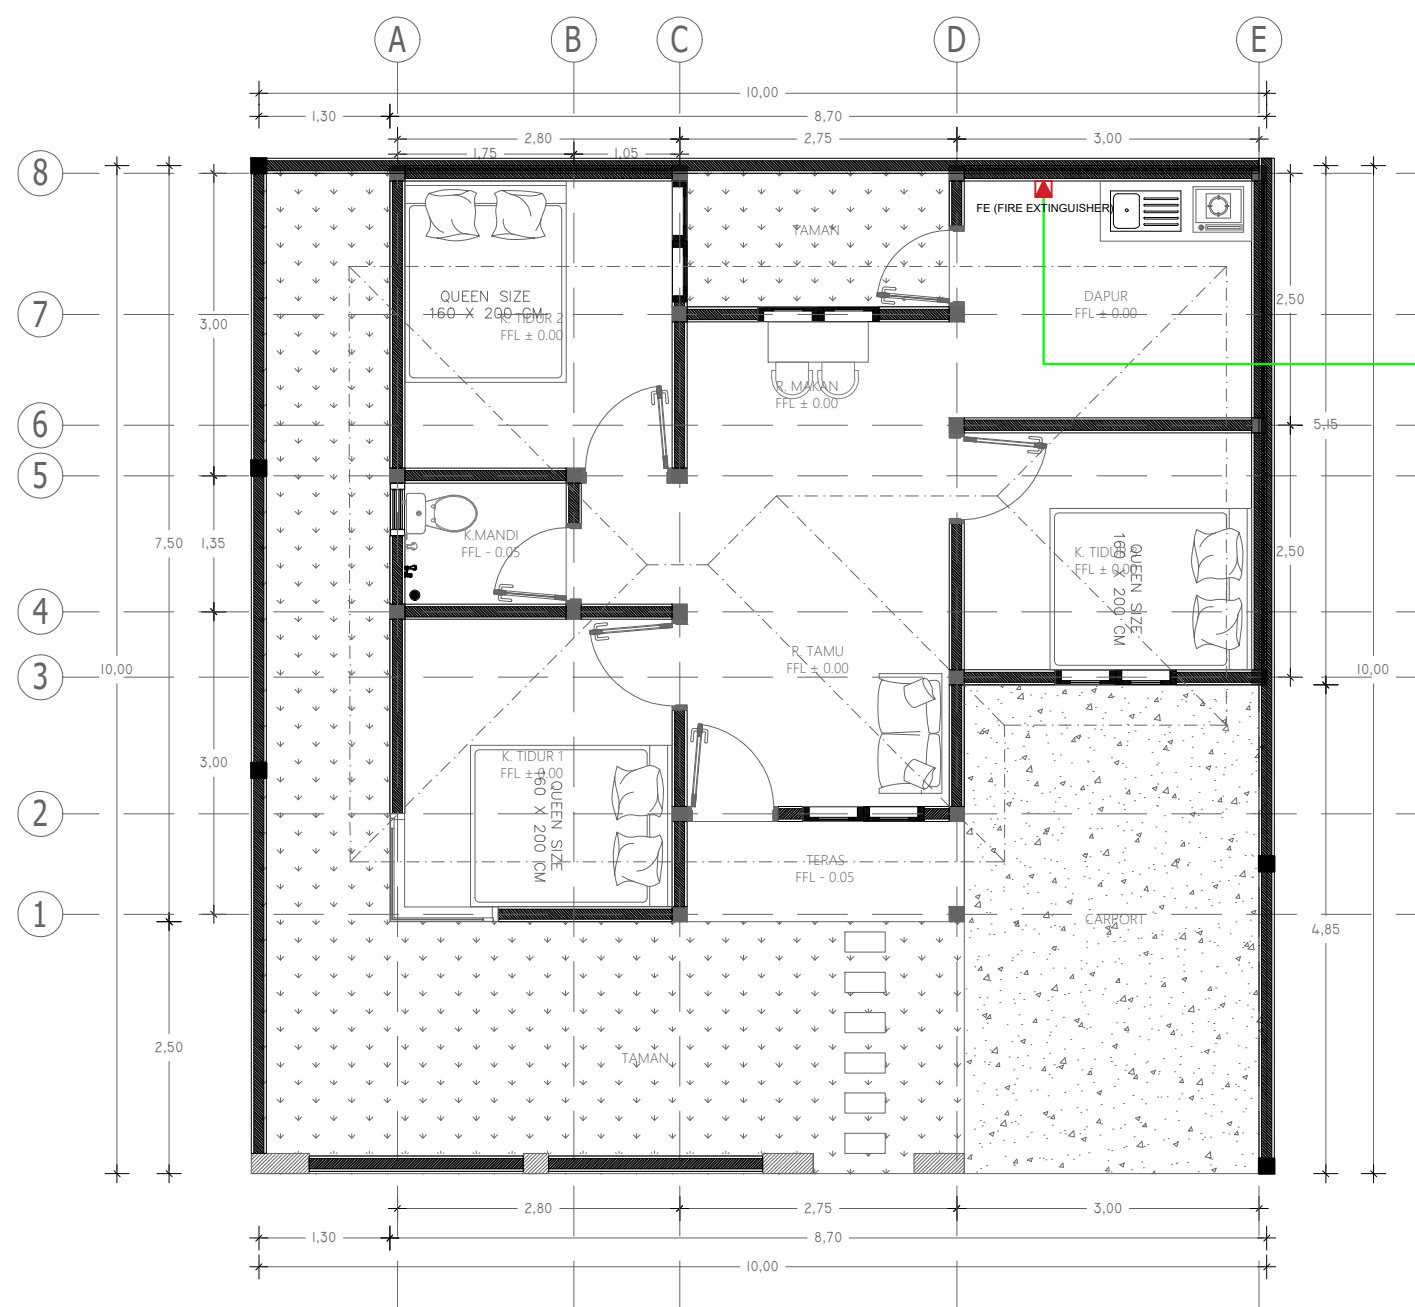 A B C D E
10,00
1,30 8,70
2,80 2,75 3,00
1,75 1,05
8
FE (FIRE EXTINGUISHER)
TAMAN
QUEEN SIZE
160 X 200 CM
K. TIDUR 2
FFL ± 0.00
DAPUR
FFL ± 0.00
2,50
7
3,00
R. MAKAN
FFL ± 0.00
6
5,15
5
K.MANDI
FFL - 0.05
7,50 1,35
K. TIDUR
FFL ± 0.00
QUEEN SIZE
160 X 200 CM
2,50
4
R. TAMU
FFL ± 0.00
10,00
10,00
3
3,00
K. TIDUR 1
FFL ± 0.00
QUEEN SIZE
160 X 200 CM
2
TERAS
FFL - 0.05
1
CARPORT
4,85
2,50
TAMAN
2,80 2,75 3,00
1,30 8,70
10,00